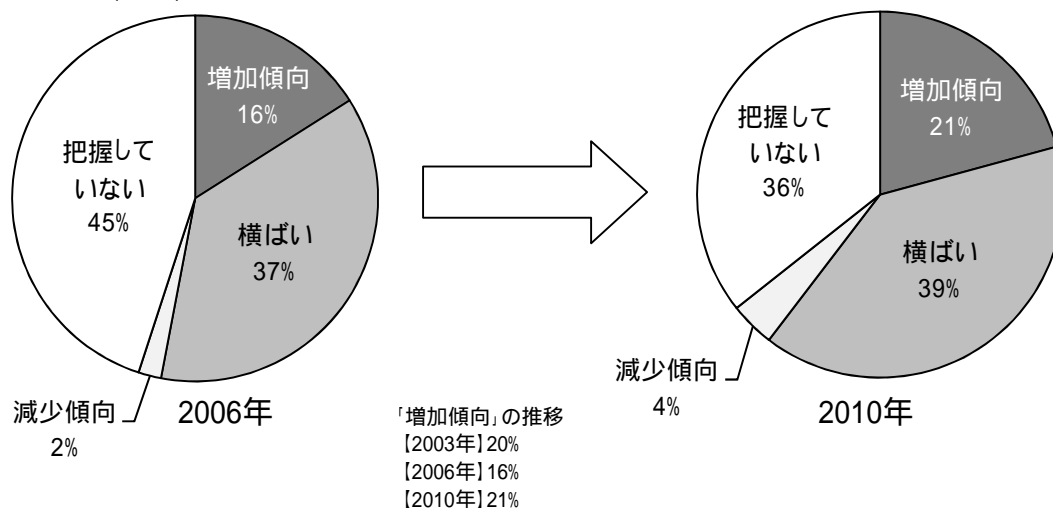 増加傾向
16%
把握して
いない
45%
横ばい
37%
減少傾向
2%
2006年
「増加傾向」の推移
【2003年】20%
【2006年】16%
【2010年】21%
増加傾向
21%
把握して
いない
36%
横ばい
39%
減少傾向
4%
2010年